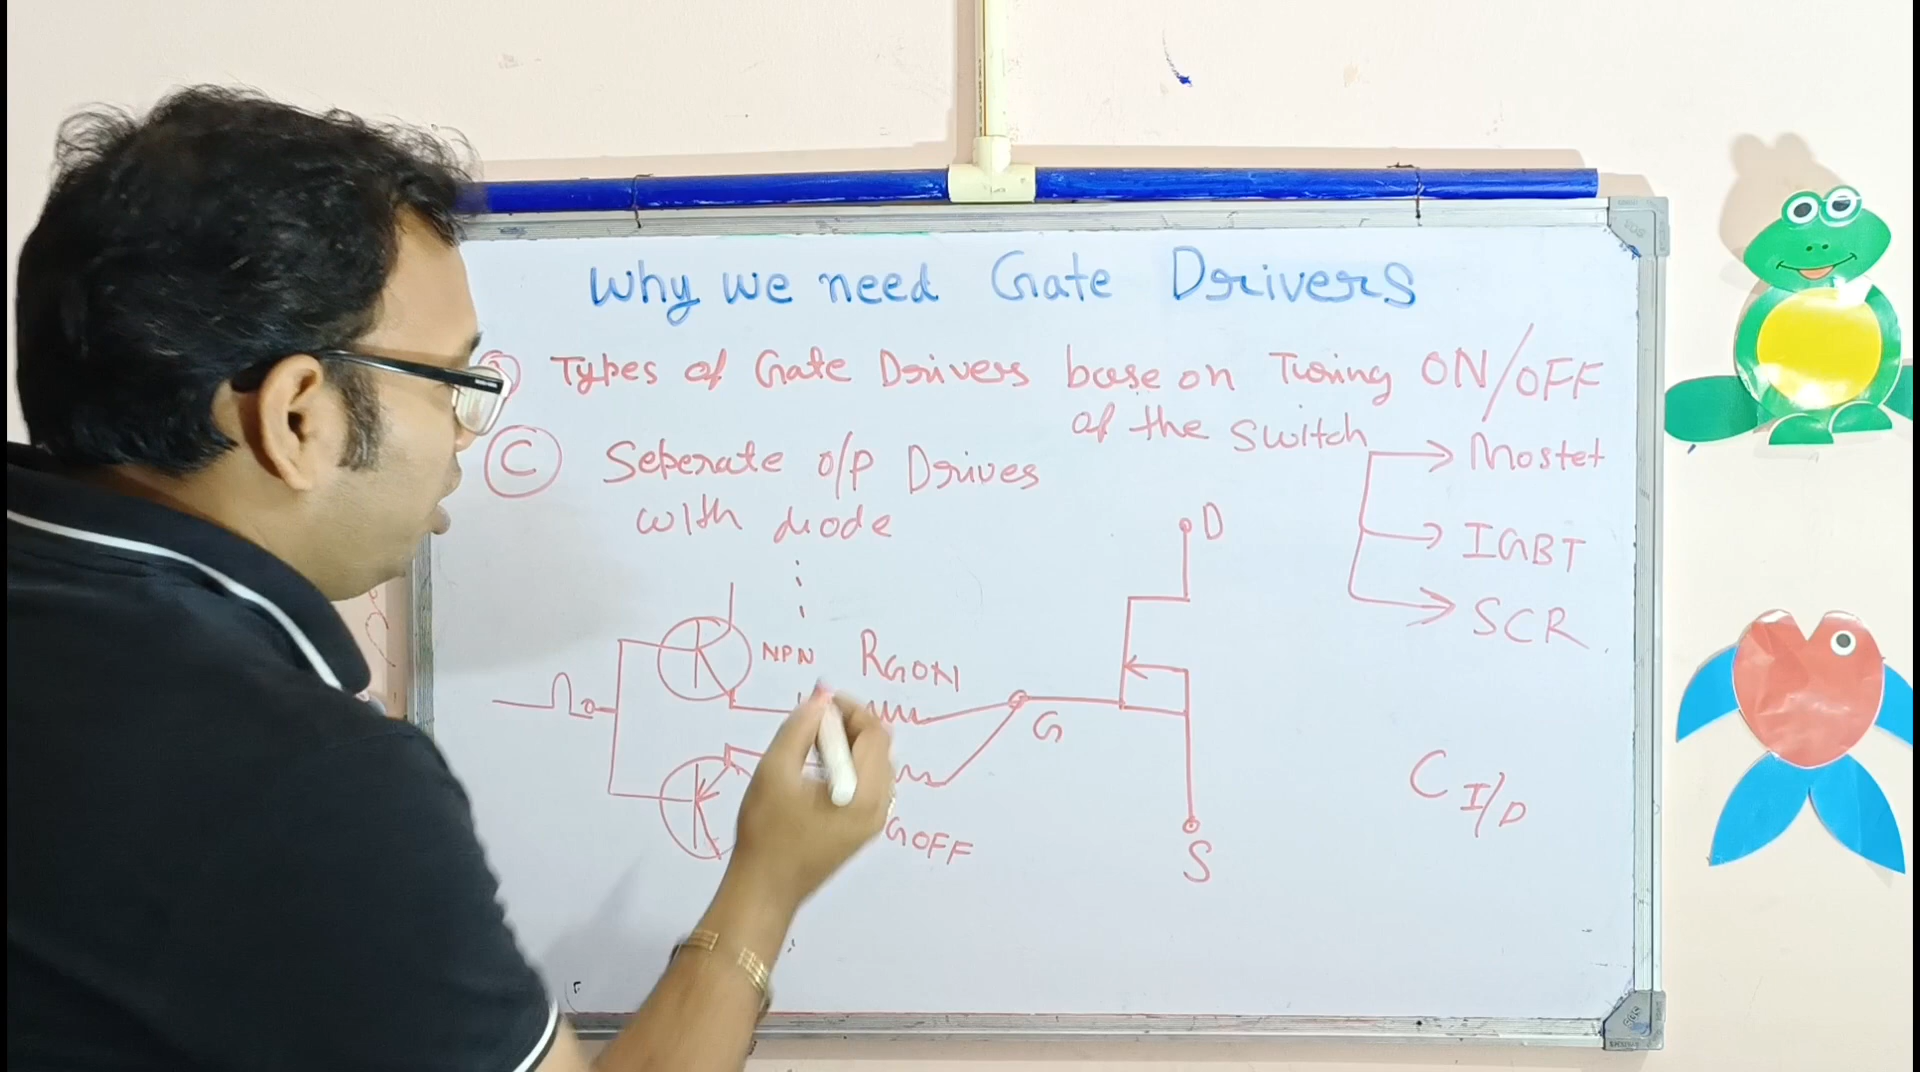 Why we need Gate Drivers
Types of Gate Drivers base on Turing ON/OFF
of the switch
C Seperate o/p Drives
with diode
Mosfet
IGBT
SCR
D
NPN
RGON
G
GOFF
S
C I/D